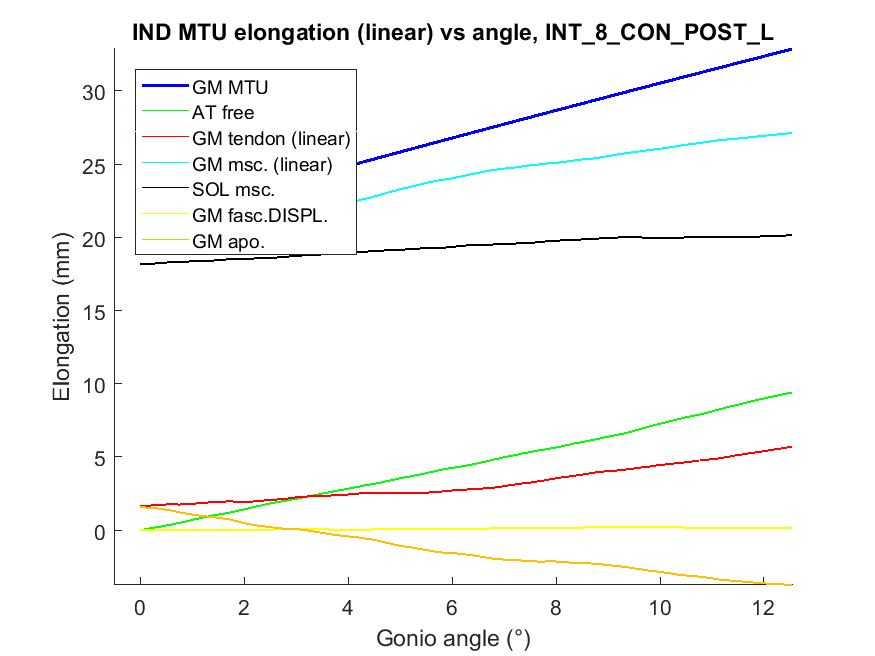 IND MTU elongation (linear) vs angle, INT_8_CON_POST_L
GM MTU
AT free
GM tendon (linear)
GM msc. (linear)
SOL msc.
GM fasc.DISPL.
GM apo.
30
25
20
15
10
5
0
Elongation (mm)
0 2 4 6 8 10 12
Gonio angle (°)